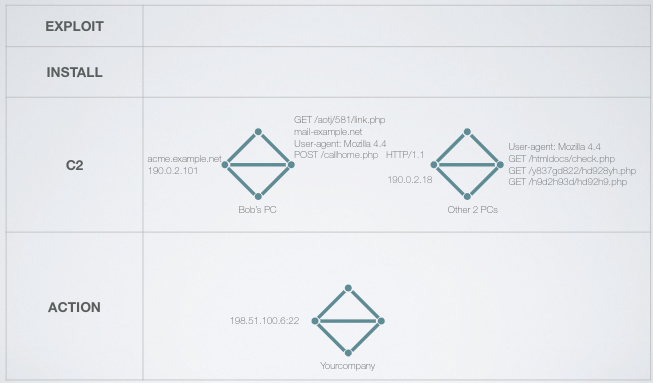 EXPLOIT
INSTALL
C2
acme.example.net
190.0.2.101
GET /aotj/581/link.php
mail-example.net
User-agent: Mozilla 4.4
POST /callhome.php HTTP/1.1
Bob's PC
190.0.2.18
User-agent: Mozilla 4.4
GET /htmldocs/check.php
GET /y837gd822/hd928yh.php
GET /h9d2h93d/hd92h9.php
Other 2 PCs
ACTION
198.51.100.6:22
Yourcompany